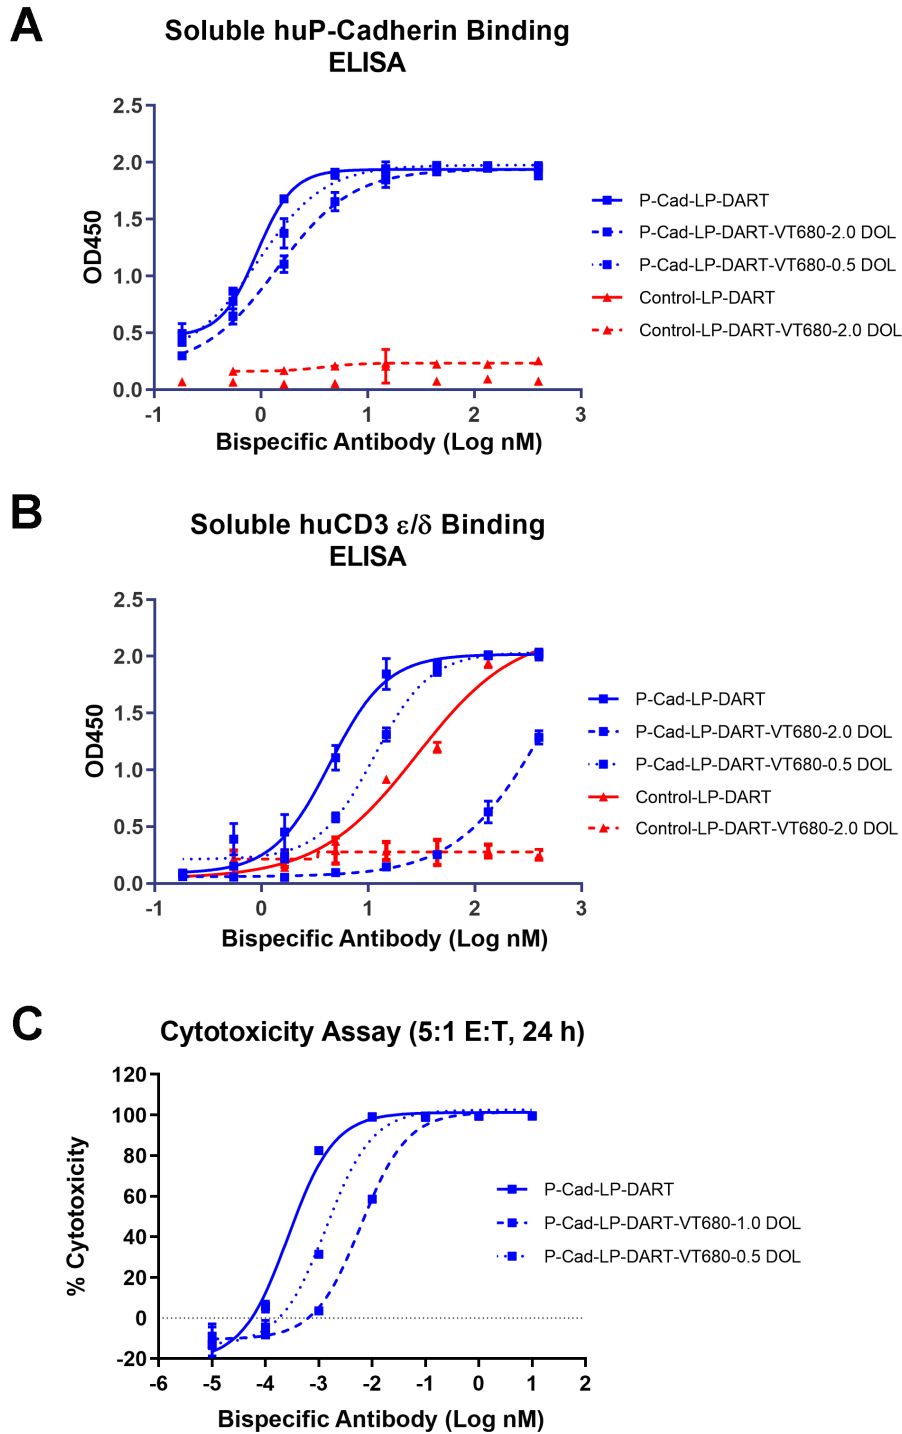 A
Soluble huP-Cadherin Binding
ELISA
2.5
2.0
1.5
1.0
0.5
0.0
OD450
-1
0
1
2
3
Bispecific Antibody (Log nM)
P-Cad-LP-DART
P-Cad-LP-DART-VT680-2.0 DOL
P-Cad-LP-DART-VT680-0.5 DOL
Control-LP-DART
Control-LP-DART-VT680-2.0 DOL
B
Soluble huCD3 ε/δ Binding
ELISA
2.5
2.0
1.5
1.0
0.5
0.0
OD450
-1
0
1
2
3
Bispecific Antibody (Log nM)
P-Cad-LP-DART
P-Cad-LP-DART-VT680-2.0 DOL
P-Cad-LP-DART-VT680-0.5 DOL
Control-LP-DART
Control-LP-DART-VT680-2.0 DOL
C
Cytotoxicity Assay (5:1 E:T, 24 h)
120
100
80
60
40
20
0
-20
% Cytotoxicity
-6
-5
-4
-3
-2
-1
0
1
2
Bispecific Antibody (Log nM)
P-Cad-LP-DART
P-Cad-LP-DART-VT680-1.0 DOL
P-Cad-LP-DART-VT680-0.5 DOL